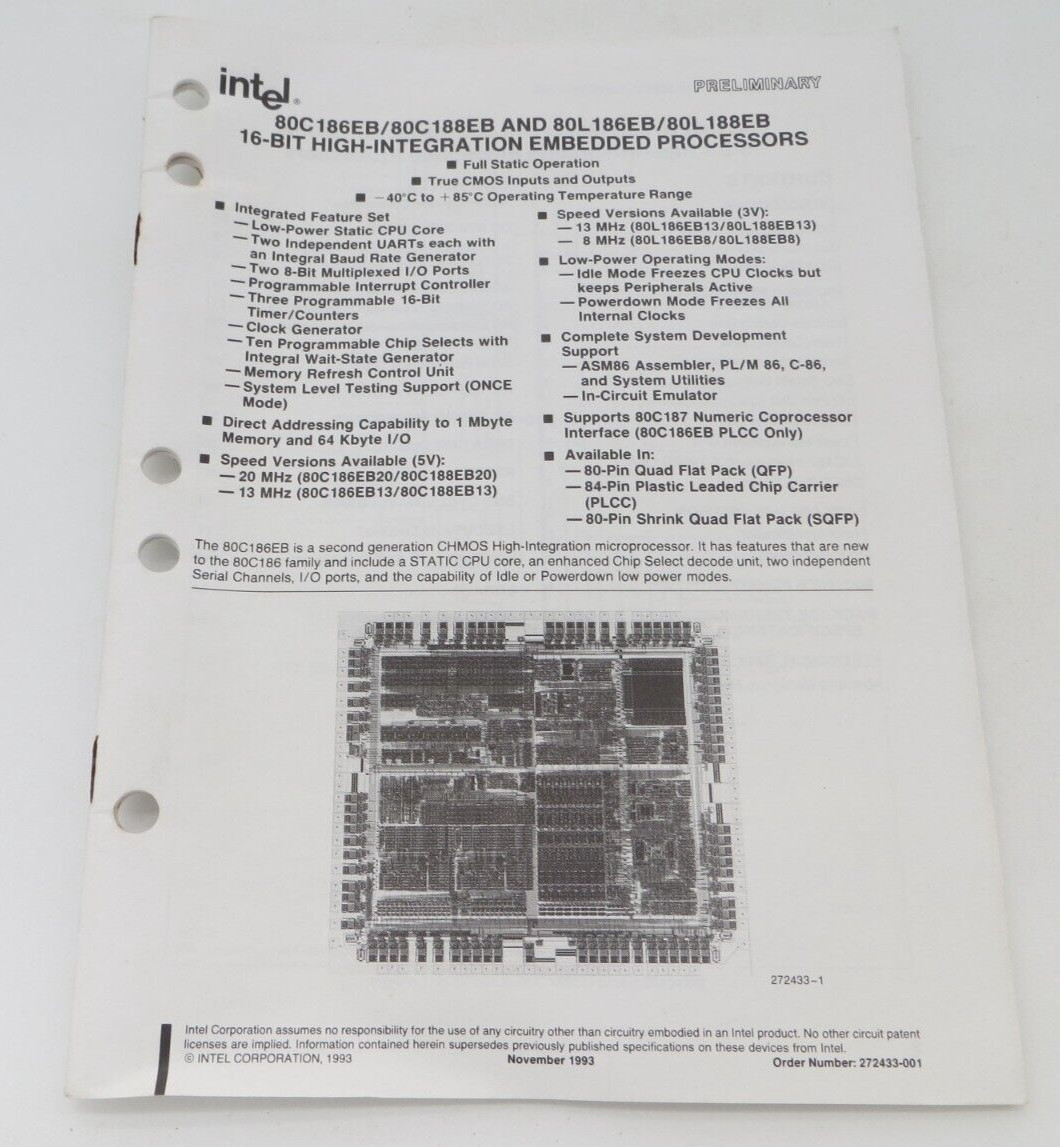 intel®
PRELIMINARY
80C186EB/80C188EB AND 80L186EB/80L188EB
16-BIT HIGH-INTEGRATION EMBEDDED PROCESSORS
■ Full Static Operation
■ True CMOS Inputs and Outputs
■ −40°C to +85°C Operating Temperature Range
■ Integrated Feature Set
— Low-Power Static CPU Core
— Two Independent UARTs each with
an Integral Baud Rate Generator
— Two 8-Bit Multiplexed I/O Ports
— Programmable Interrupt Controller
— Three Programmable 16-Bit
Timer/Counters
— Clock Generator
— Ten Programmable Chip Selects with
Integral Wait-State Generator
— Memory Refresh Control Unit
— System Level Testing Support (ONCE
Mode)
■ Direct Addressing Capability to 1 Mbyte
Memory and 64 Kbyte I/O
■ Speed Versions Available (5V):
— 20 MHz (80C186EB20/80C188EB20)
— 13 MHz (80C186EB13/80C188EB13)
■ Speed Versions Available (3V):
— 13 MHz (80L186EB13/80L188EB13)
— 8 MHz (80L186EB8/80L188EB8)
■ Low-Power Operating Modes:
— Idle Mode Freezes CPU Clocks but
keeps Peripherals Active
— Powerdown Mode Freezes All
Internal Clocks
■ Complete System Development
Support
— ASM86 Assembler, PL/M 86, C-86,
and System Utilities
— In-Circuit Emulator
■ Supports 80C187 Numeric Coprocessor
Interface (80C186EB PLCC Only)
■ Available In:
— 80-Pin Quad Flat Pack (QFP)
— 84-Pin Plastic Leaded Chip Carrier
(PLCC)
— 80-Pin Shrink Quad Flat Pack (SQFP)
The 80C186EB is a second generation CHMOS High-Integration microprocessor. It has features that are new
to the 80C186 family and include a STATIC CPU core, an enhanced Chip Select decode unit, two independent
Serial Channels, I/O ports, and the capability of Idle or Powerdown low power modes.
272433–1
Intel Corporation assumes no responsibility for the use of any circuitry other than circuitry embodied in an Intel product. No other circuit patent
licenses are implied. Information contained herein supersedes previously published specifications on these devices from Intel.
© INTEL CORPORATION, 1993
November 1993
Order Number: 272433-001